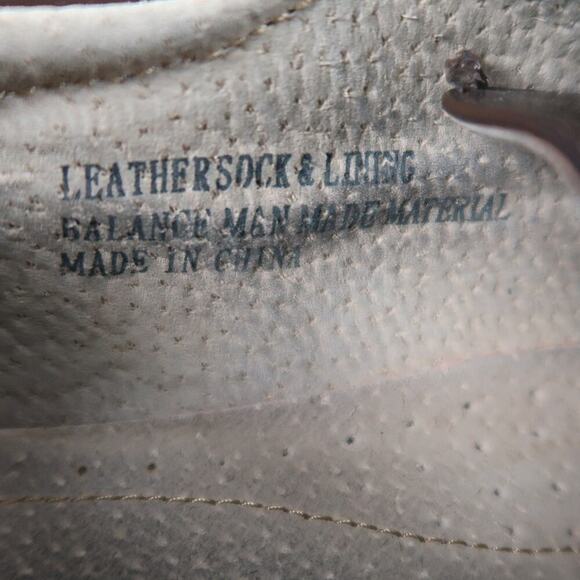 LEATHER SOCK & LINING
BALANCE MAN MADE MATERIAL
MADE IN CHINA